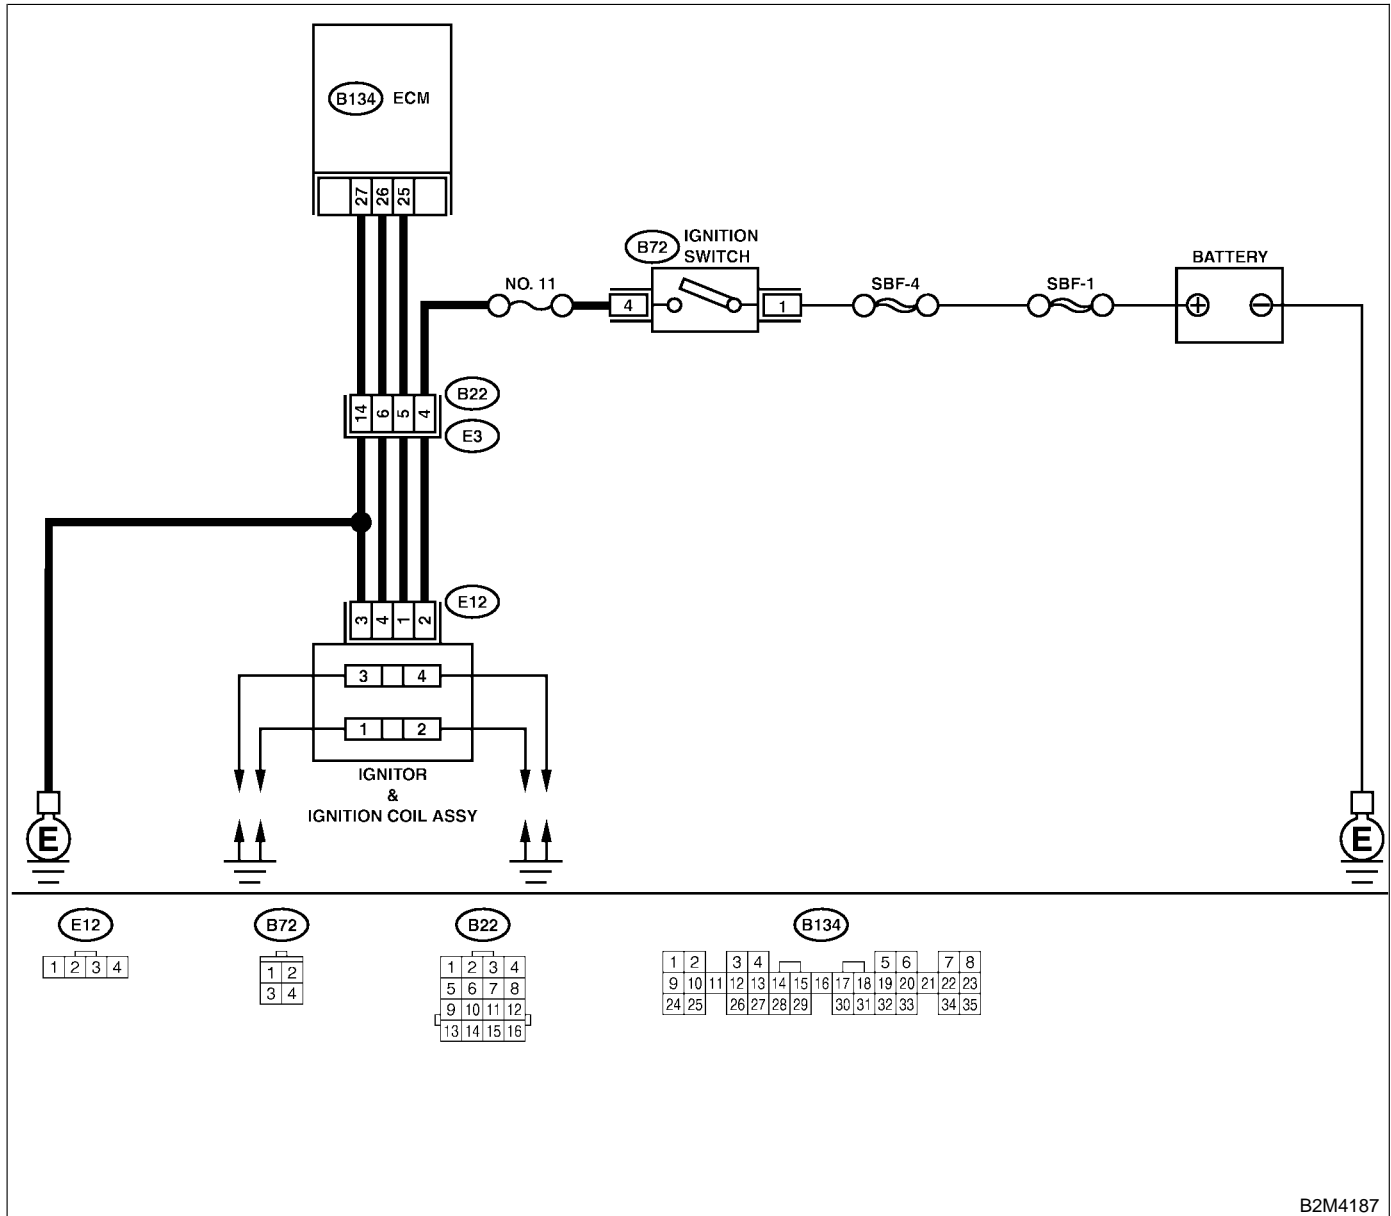 B134 ECM
27 26 25
B72 IGNITION
SWITCH
NO. 11
4
1
SBF-4
SBF-1
BATTERY
+ −
B22
14 6 5 4
E3
E12
3 4 1 2
3 4
1 2
IGNITOR
&
IGNITION COIL ASSY
E
E
E12
1 2 3 4
B72
1 2
3 4
B22
1 2 3 4
5 6 7 8
9 10 11 12
13 14 15 16
B134
1 2 3 4 5 6 7 8
9 10 11 12 13 14 15 16 17 18 19 20 21 22 23
24 25 26 27 28 29 30 31 32 33 34 35
B2M4187